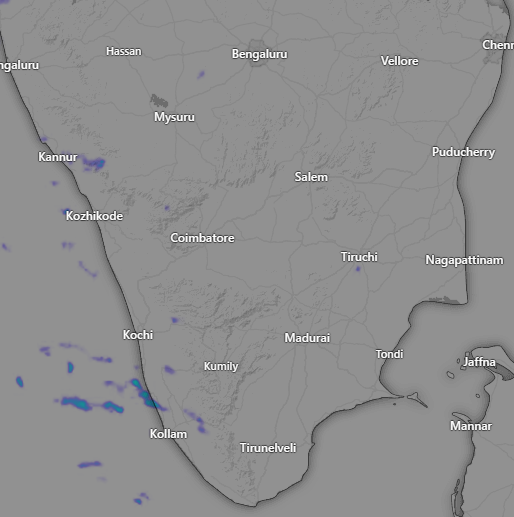 Hassan
Bengaluru
Chenn
ngaluru
Vellore
Mysuru
Kannur
Puducherry
Salem
Kozhikode
Coimbatore
Tiruchi
Nagapattinam
Kochi
Madurai
Tondi
Kumily
Jaffna
Kollam
Mannar
Tirunelveli